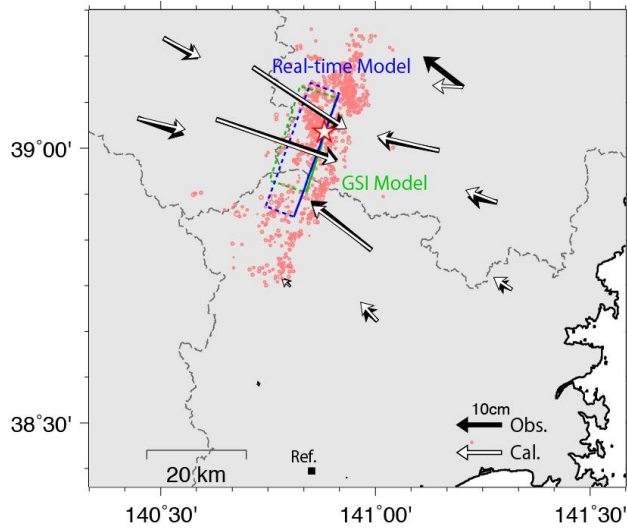 Real-time Model
39˚00'
GSI Model
10cm
38˚30'
Obs.
Ref.
Cal.
20 km
140˚30'
141˚00'
141˚30'